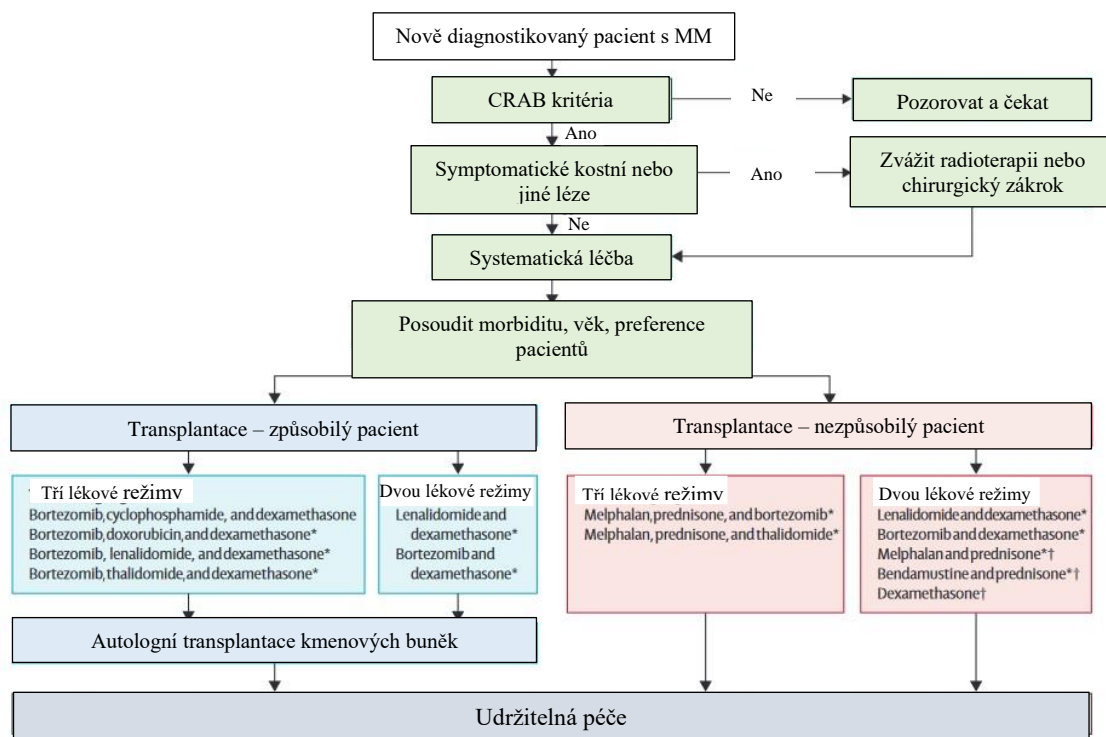 Nově diagnostikovaný pacient s MM
CRAB kritéria
Ne
Pozorovat a čekat
Ano
Symptomatické kostní nebo
jiné léze
Ano
Zvážit radioterapii nebo
chirurgický zákrok
Ne
Systematická léčba
Posoudit morbiditu, věk, preference
pacientů
Transplantace – způsobilý pacient
Transplantace – nezpůsobilý pacient
Tří lékové režimy
Bortezomib, cyclophosphamide, and dexamethasone
Bortezomib, doxorubicin, and dexamethasone*
Bortezomib, lenalidomide, and dexamethasone*
Bortezomib, thalidomide, and dexamethasone*
Dvou lékové režimy
Lenalidomide and
dexamethasone*
Bortezomib and
dexamethasone*
Tří lékové režimy
Melphalan, prednisone, and bortezomib*
Melphalan, prednisone, and thalidomide*
Dvou lékové režimy
Lenalidomide and dexamethasone*
Bortezomib and dexamethasone*
Melphalan and prednisone*†
Bendamustine and prednisone*†
Dexamethasone†
Autologní transplantace kmenových buněk
Udržitelná péče